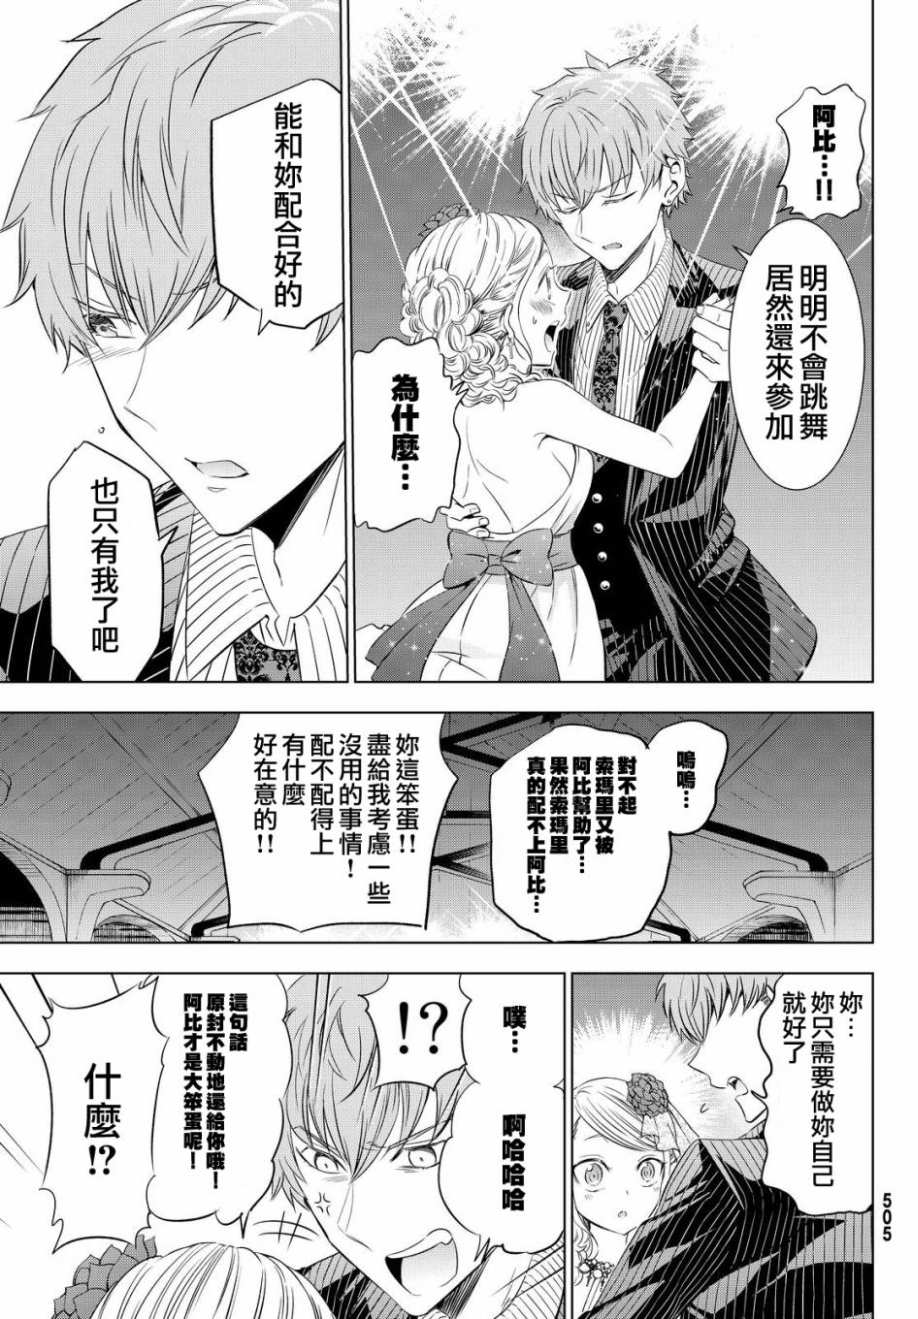 阿比…!!
明明不會跳舞
居然還來參加
為什麼…
能和妳配合好的
也只有我了吧
嗚嗚…
對不起
索瑪里又被
阿比幫助了…
果然索瑪里
真的配不上阿比…
妳這笨蛋!!
盡給我考慮一些
沒用的事情!
配不配得上
有什麼
好在意的!!
妳…
妳只需要做妳自己
就好了
噗…
啊哈哈哈
!?
這句話
原封不動地還給你哦!
阿比才是大笨蛋呢!
什麼!?
505